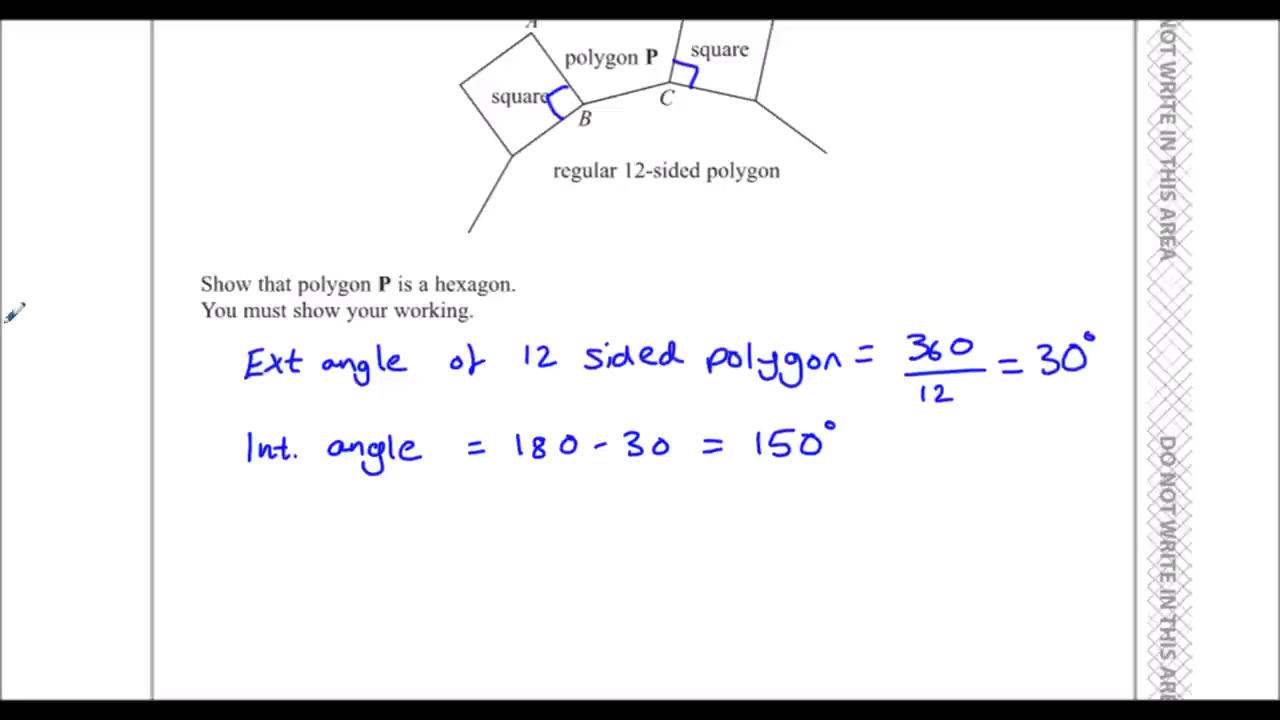 A
polygon P
square
square
B
C
regular 12-sided polygon
Show that polygon P is a hexagon.
You must show your working.
Ext angle of 12 sided polygon = 360/12 = 30°
Int. angle = 180 - 30 = 150°
NOT WRITE IN THIS AREA
DO NOT WRITE IN THIS ARE